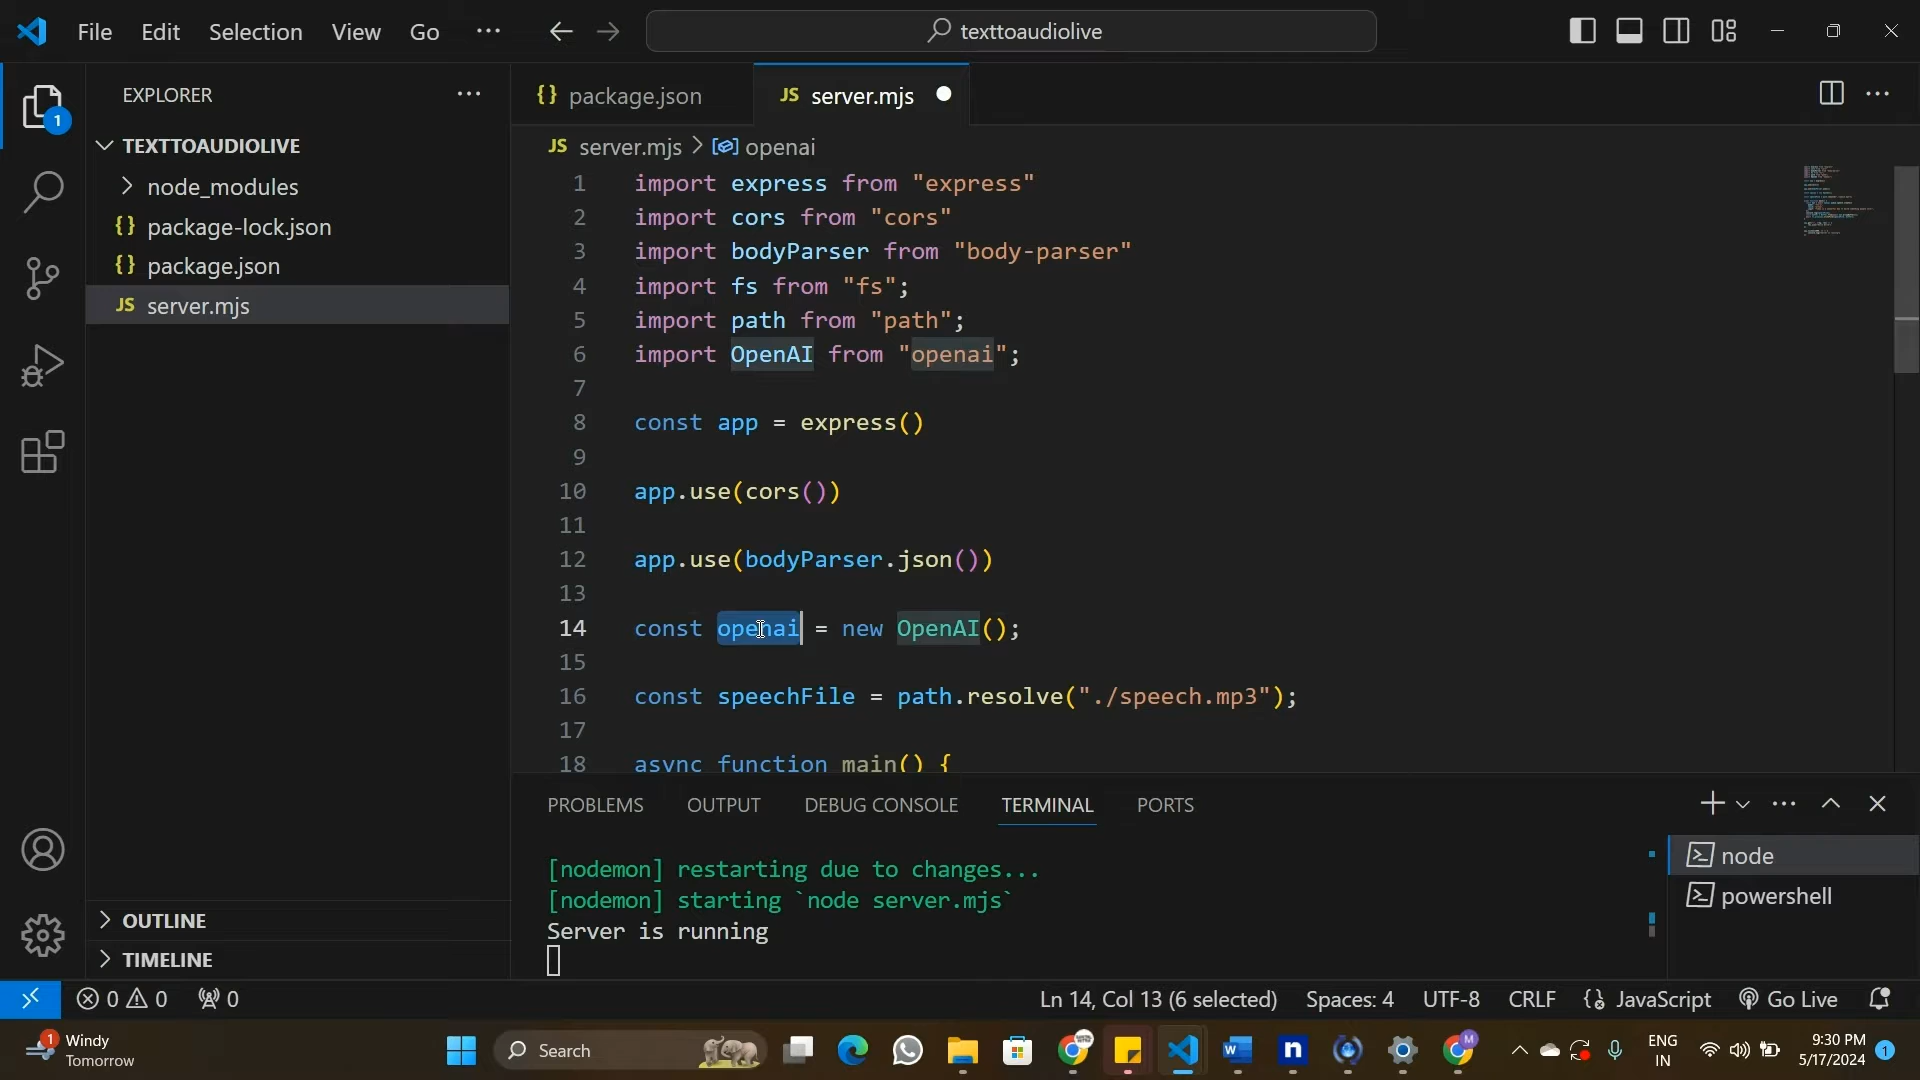 File Edit Selection View Go ··· texttoaudiolive
EXPLORER ···
TEXTTOAUDIOLIVE
node_modules
{} package-lock.json
{} package.json
JS server.mjs
OUTLINE
TIMELINE
1
{} package.json JS server.mjs
JS server.mjs > openai
1 import express from "express"
2 import cors from "cors"
3 import bodyParser from "body-parser"
4 import fs from "fs";
5 import path from "path";
6 import OpenAI from "openai";
7
8 const app = express()
9
10 app.use(cors())
11
12 app.use(bodyParser.json())
13
14 const openai = new OpenAI();
15
16 const speechFile = path.resolve("./speech.mp3");
17
18 async function main() {
PROBLEMS OUTPUT DEBUG CONSOLE TERMINAL PORTS
[nodemon] restarting due to changes...
[nodemon] starting `node server.mjs`
Server is running
node
powershell
0 0 0 Ln 14, Col 13 (6 selected) Spaces: 4 UTF-8 CRLF {} JavaScript Go Live
1 Windy
Tomorrow
Search
M
ENG
IN
9:30 PM
5/17/2024
1